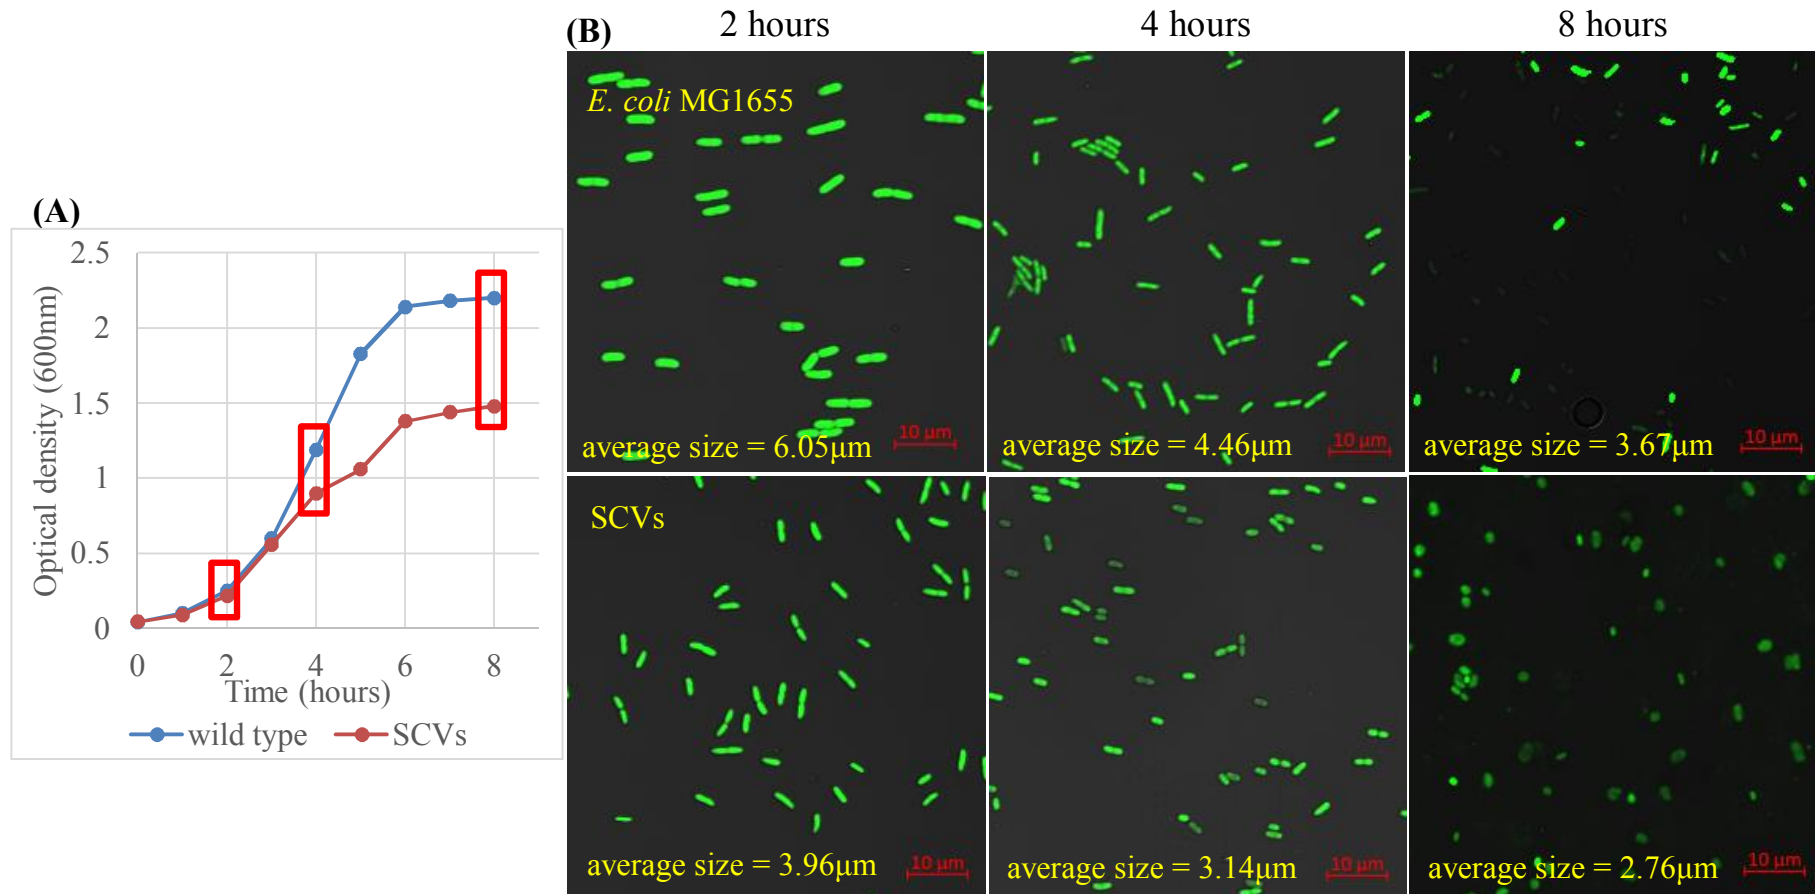 (A)
2.5
2
1.5
1
0.5
0
0 2 4 6 8
Optical density (600nm)
Time (hours)
wild type SCVs
(B) 2 hours 4 hours 8 hours
E. coli MG1655
average size = 6.05μm
10 μm
average size = 4.46μm
10 μm
average size = 3.67μm
10 μm
SCVs
average size = 3.96μm
10 μm
average size = 3.14μm
10 μm
average size = 2.76μm
10 μm